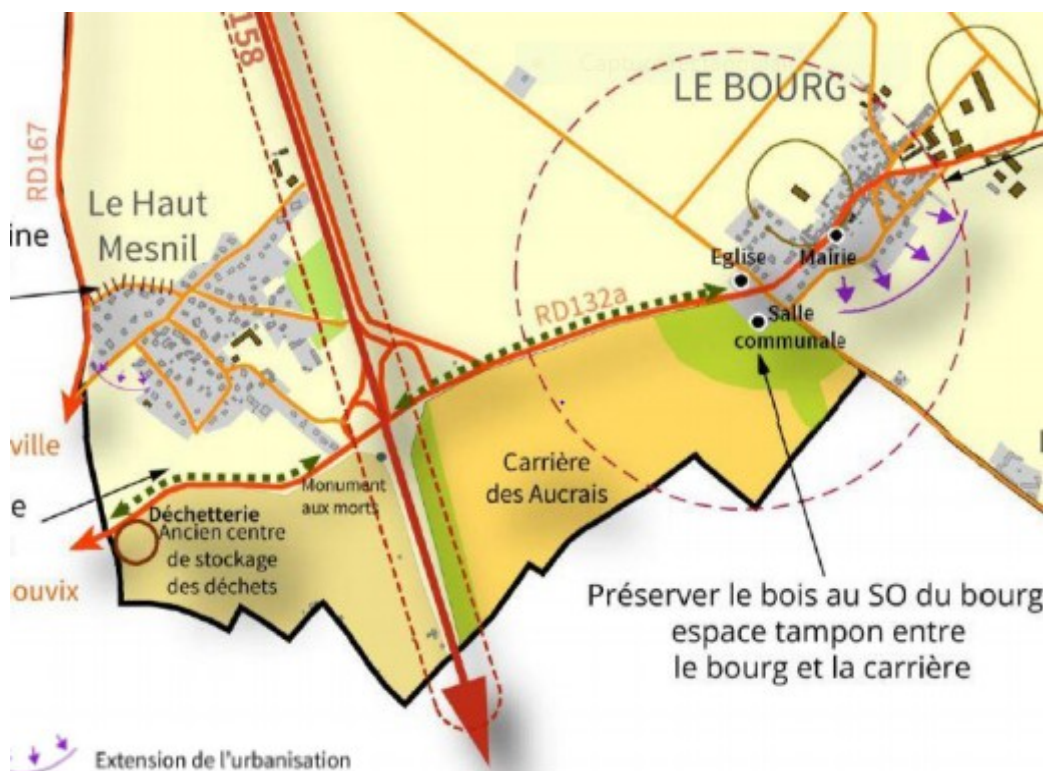 158
LE BOURG
RD167
Le Haut
Mesnil
ine
Eglise
Mairie
RD132a
Salle
communale
ville
e
Carrière
des Aucrais
Monument
aux morts
Déchetterie
Ancien centre
de stockage
des déchets
ouvix
Préserver le bois au SO du bourg
espace tampon entre
le bourg et la carrière
Extension de l'urbanisation